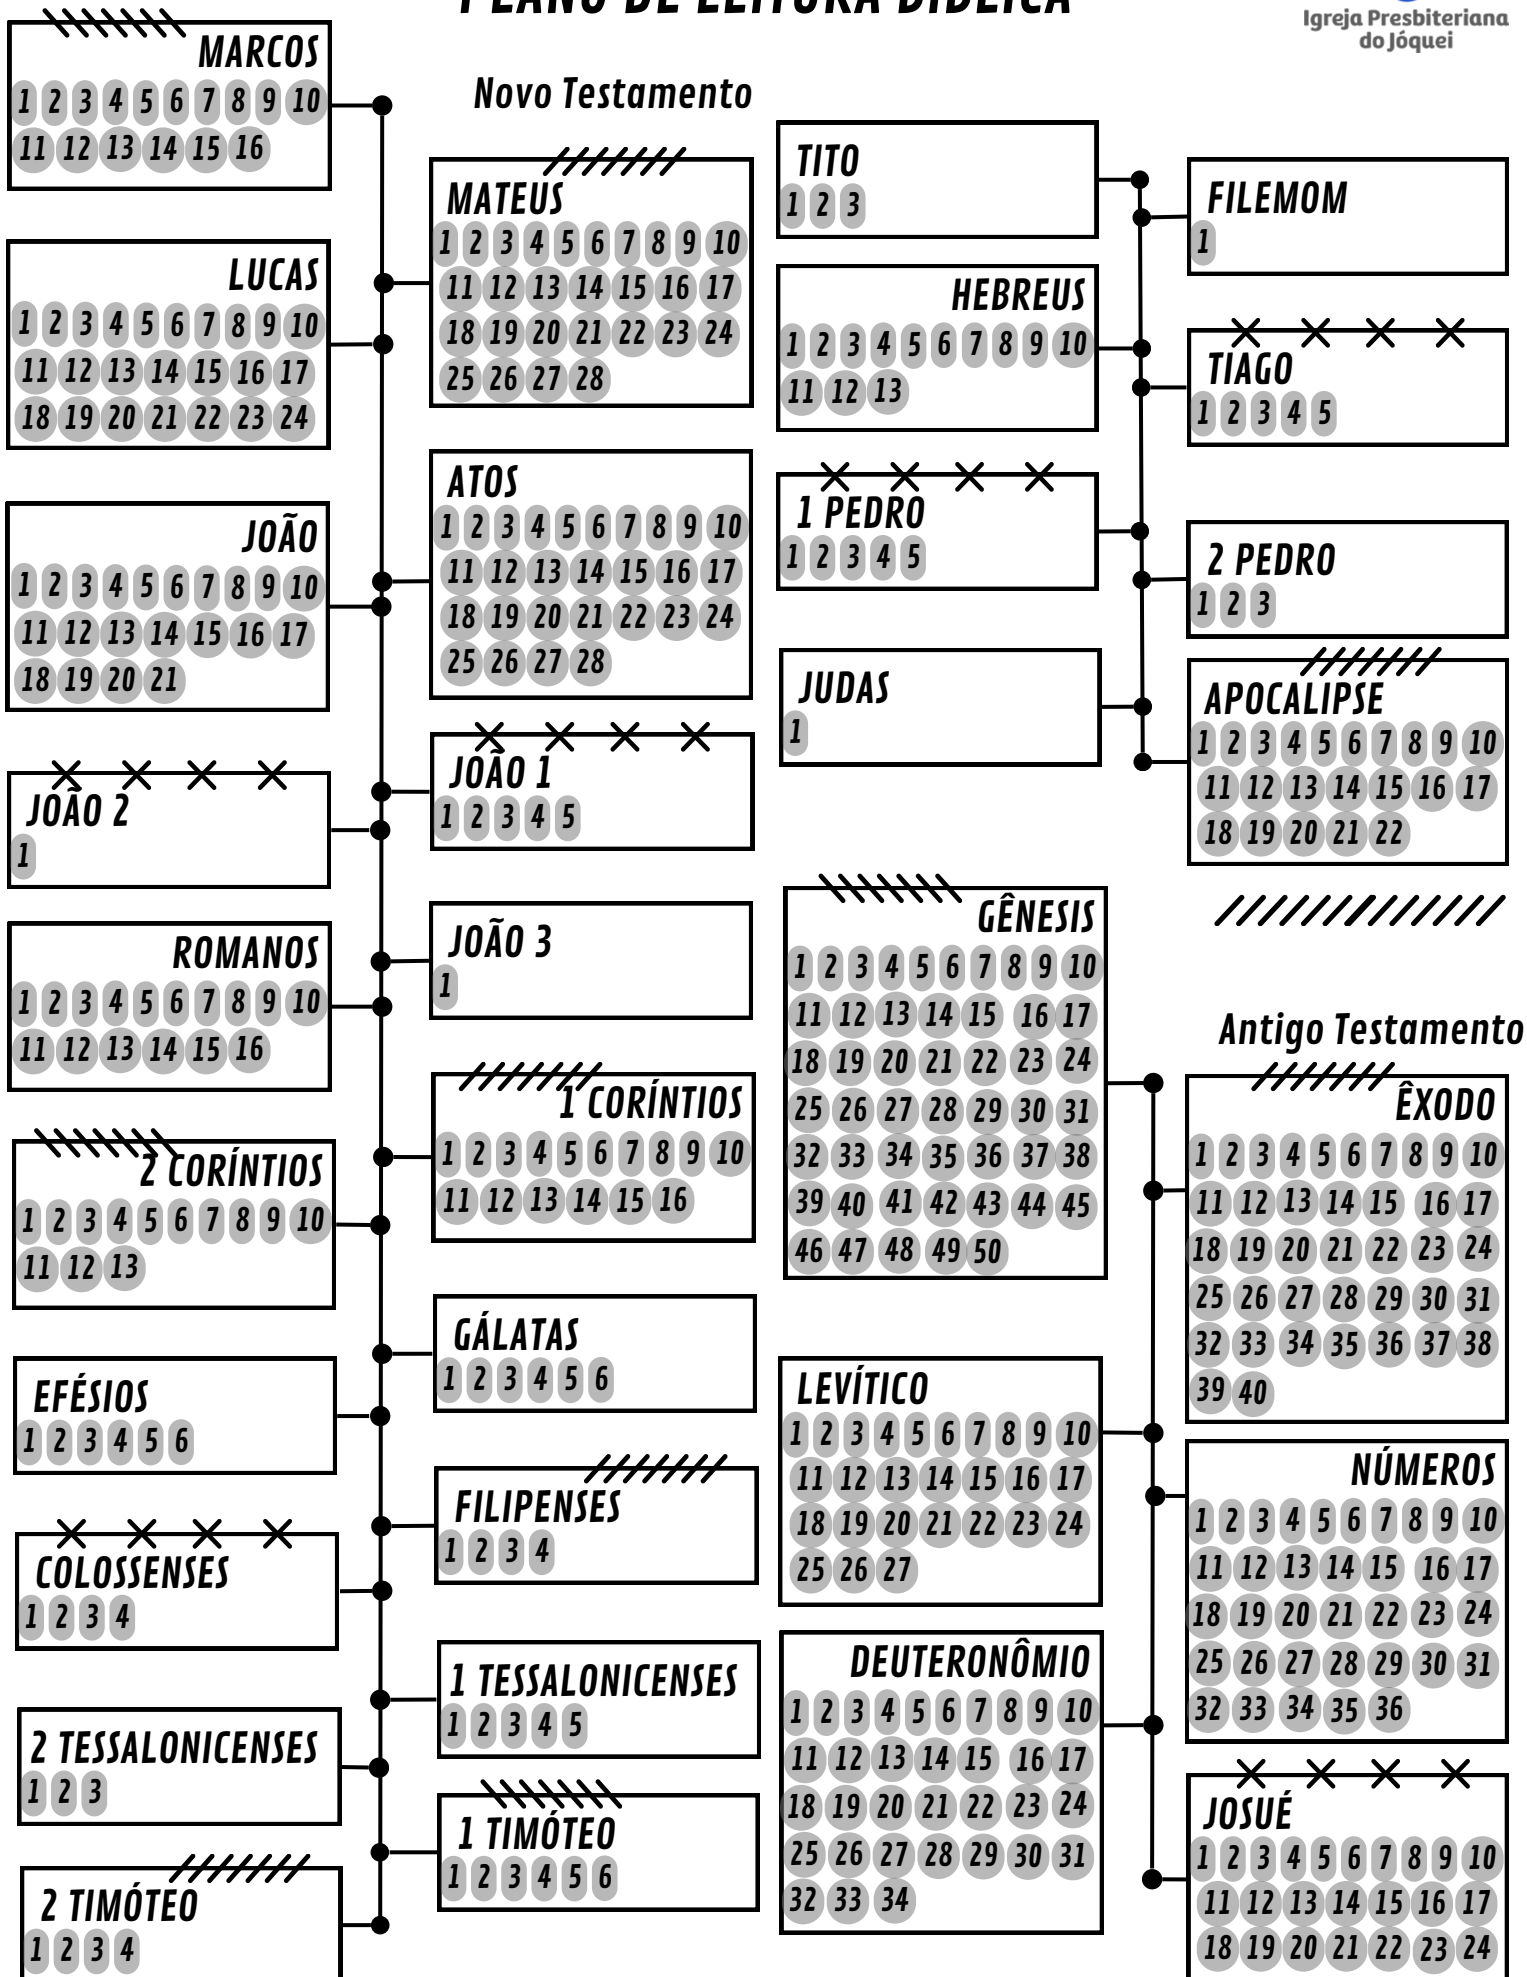 PLANO DE LEITURA BÍBLICA
Igreja Presbiteriana
do Jóquei
MARCOS
1 2 3 4 5 6 7 8 9 10
11 12 13 14 15 16
LUCAS
1 2 3 4 5 6 7 8 9 10
11 12 13 14 15 16 17
18 19 20 21 22 23 24
JOÃO
1 2 3 4 5 6 7 8 9 10
11 12 13 14 15 16 17
18 19 20 21
JOÃO 2
1
ROMANOS
1 2 3 4 5 6 7 8 9 10
11 12 13 14 15 16
2 CORÍNTIOS
1 2 3 4 5 6 7 8 9 10
11 12 13
EFÉSIOS
1 2 3 4 5 6
COLOSSENSES
1 2 3 4
2 TESSALONICENSES
1 2 3
2 TIMÓTEO
1 2 3 4
Novo Testamento
MATEUS
1 2 3 4 5 6 7 8 9 10
11 12 13 14 15 16 17
18 19 20 21 22 23 24
25 26 27 28
ATOS
1 2 3 4 5 6 7 8 9 10
11 12 13 14 15 16 17
18 19 20 21 22 23 24
25 26 27 28
JOÃO 1
1 2 3 4 5
JOÃO 3
1
1 CORÍNTIOS
1 2 3 4 5 6 7 8 9 10
11 12 13 14 15 16
GÁLATAS
1 2 3 4 5 6
FILIPENSES
1 2 3 4
1 TESSALONICENSES
1 2 3 4 5
1 TIMÓTEO
1 2 3 4 5 6
TITO
1 2 3
HEBREUS
1 2 3 4 5 6 7 8 9 10
11 12 13
1 PEDRO
1 2 3 4 5
JUDAS
1
FILEMOM
1
TIAGO
1 2 3 4 5
2 PEDRO
1 2 3
APOCALIPSE
1 2 3 4 5 6 7 8 9 10
11 12 13 14 15 16 17
18 19 20 21 22
GÊNESIS
1 2 3 4 5 6 7 8 9 10
11 12 13 14 15 16 17
18 19 20 21 22 23 24
25 26 27 28 29 30 31
32 33 34 35 36 37 38
39 40 41 42 43 44 45
46 47 48 49 50
LEVÍTICO
1 2 3 4 5 6 7 8 9 10
11 12 13 14 15 16 17
18 19 20 21 22 23 24
25 26 27
DEUTERONÔMIO
1 2 3 4 5 6 7 8 9 10
11 12 13 14 15 16 17
18 19 20 21 22 23 24
25 26 27 28 29 30 31
32 33 34
Antigo Testamento
ÊXODO
1 2 3 4 5 6 7 8 9 10
11 12 13 14 15 16 17
18 19 20 21 22 23 24
25 26 27 28 29 30 31
32 33 34 35 36 37 38
39 40
NÚMEROS
1 2 3 4 5 6 7 8 9 10
11 12 13 14 15 16 17
18 19 20 21 22 23 24
25 26 27 28 29 30 31
32 33 34 35 36
JOSUÉ
1 2 3 4 5 6 7 8 9 10
11 12 13 14 15 16 17
18 19 20 21 22 23 24